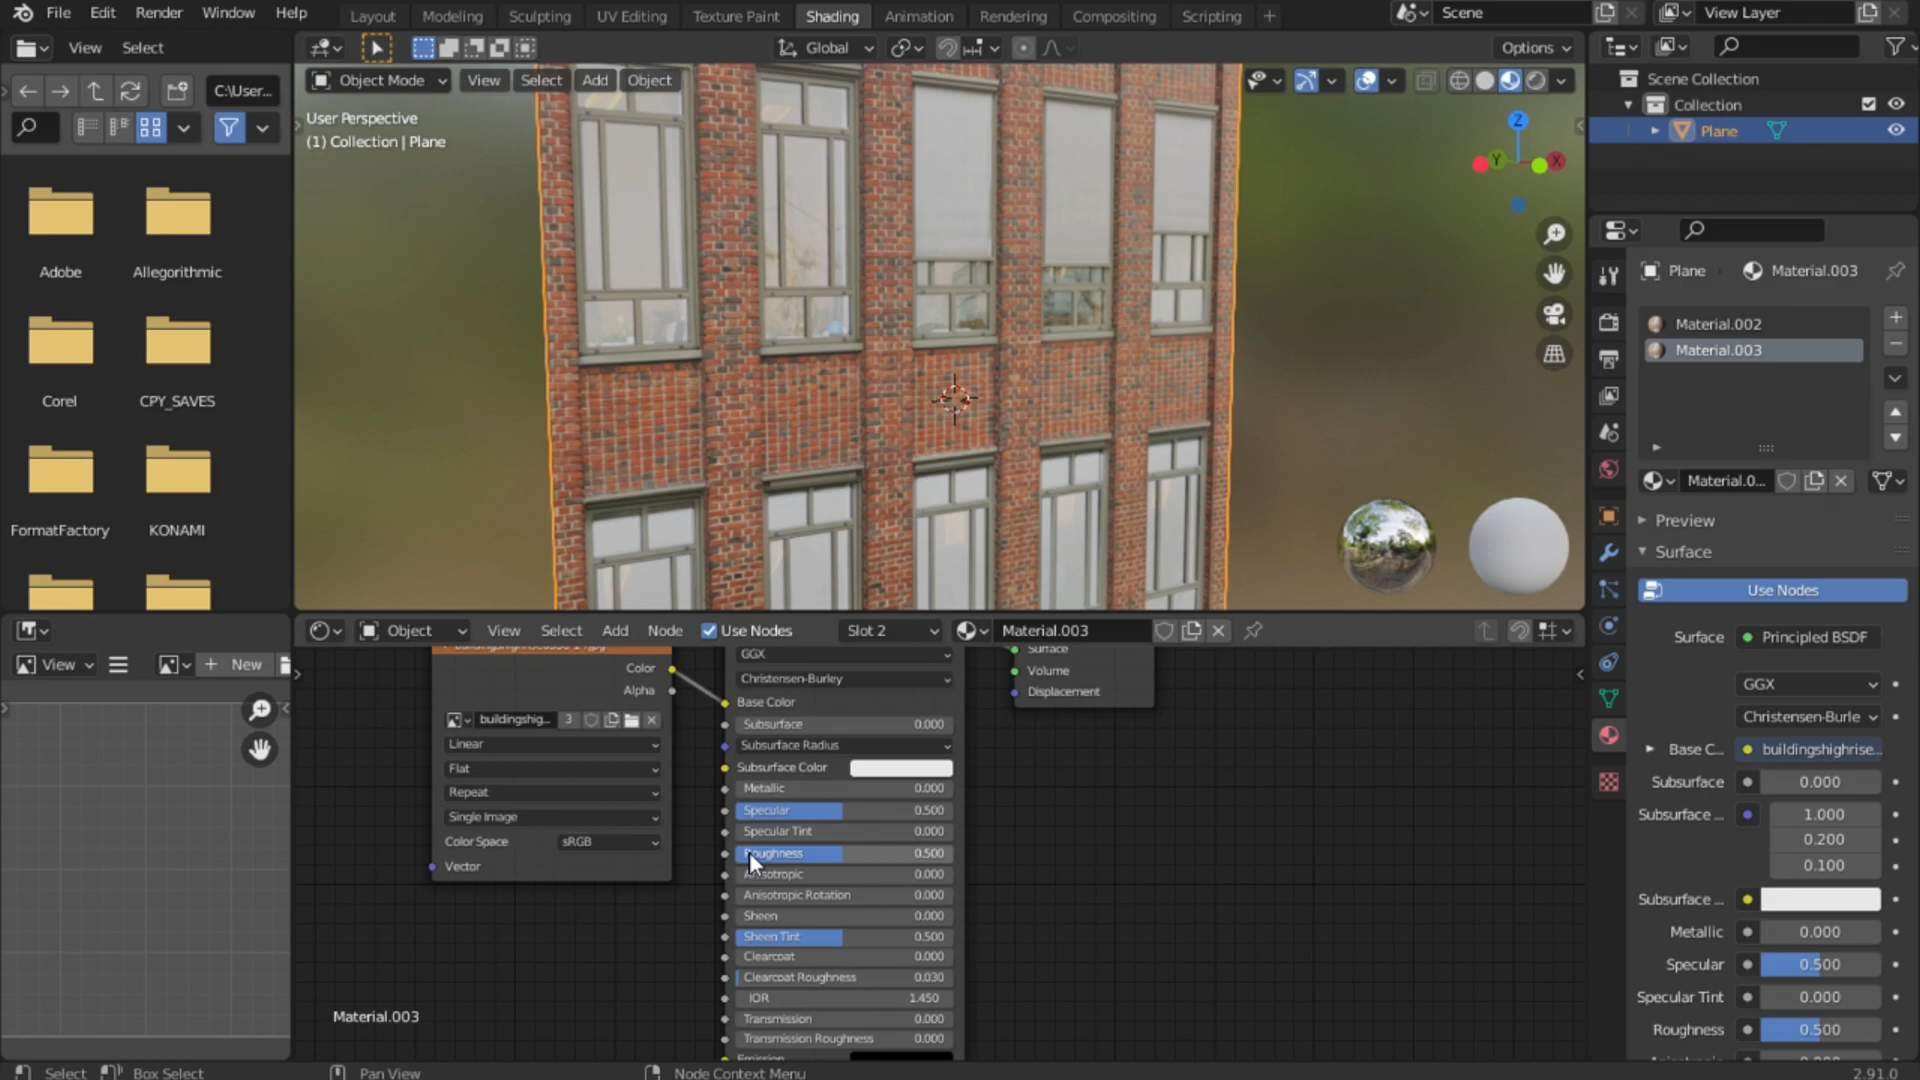 File Edit Render Window Help
Layout Modeling Sculpting UV Editing Texture Paint Shading Animation Rendering Compositing Scripting +
Scene
View Layer
View Select
Global
Options
C:\User...
Object Mode View Select Add Object
User Perspective
(1) Collection | Plane
Z
Y
X
Adobe
Allegorithmic
Corel
CPY_SAVES
FormatFactory
KONAMI
Scene Collection
Collection
Plane
Plane
Material.003
Material.002
Material.003
Material.0...
Preview
Surface
Use Nodes
Surface
Principled BSDF
GGX
Christensen-Burle
Base C...
buildingshighrise...
Subsurface
0.000
Subsurface ...
1.000
0.200
0.100
Subsurface ...
Metallic
0.000
Specular
0.500
Specular Tint
0.000
Roughness
0.500
View
+ New
Object View Select Add Node Use Nodes Slot 2 Material.003
Color
Alpha
buildingshig...
3
Linear
Flat
Repeat
Single Image
Color Space
sRGB
Vector
GGX
Christensen-Burley
Base Color
Subsurface 0.000
Subsurface Radius
Subsurface Color
Metallic 0.000
Specular 0.500
Specular Tint 0.000
Roughness 0.500
Anisotropic 0.000
Anisotropic Rotation 0.000
Sheen 0.000
Sheen Tint 0.500
Clearcoat 0.000
Clearcoat Roughness 0.030
IOR 1.450
Transmission 0.000
Transmission Roughness 0.000
Emission
Surface
Volume
Displacement
Material.003
Select Box Select Pan View Node Context Menu
2.91.0